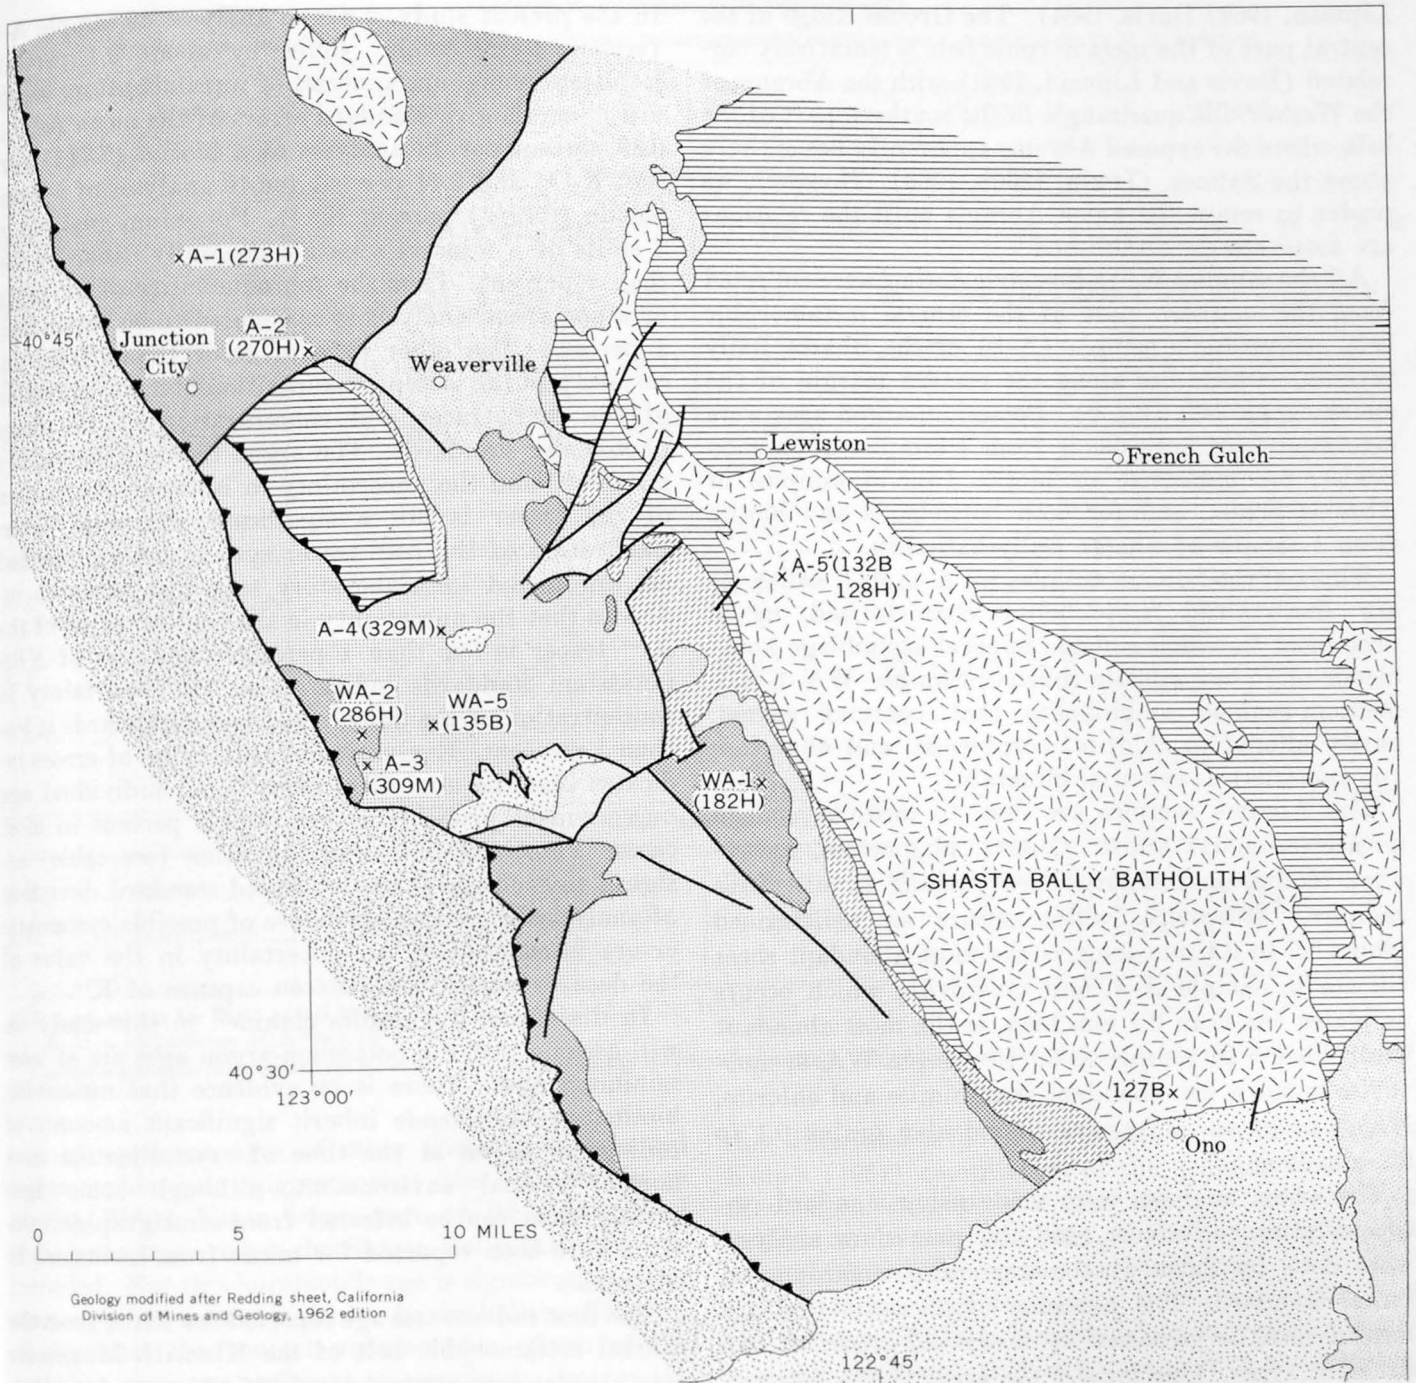 A-1(273H)
40°45'
Junction
City
A-2
(270H)
Weaverville
Lewiston
French Gulch
A-5(132B
128H)
A-4(329M)
WA-2
(286H)
WA-5
(135B)
A-3
(309M)
WA-1
(182H)
SHASTA BALLY BATHOLITH
40°30'
123°00'
127B
Ono
0 5 10 MILES
Geology modified after Redding sheet, California
Division of Mines and Geology, 1962 edition
122°45'